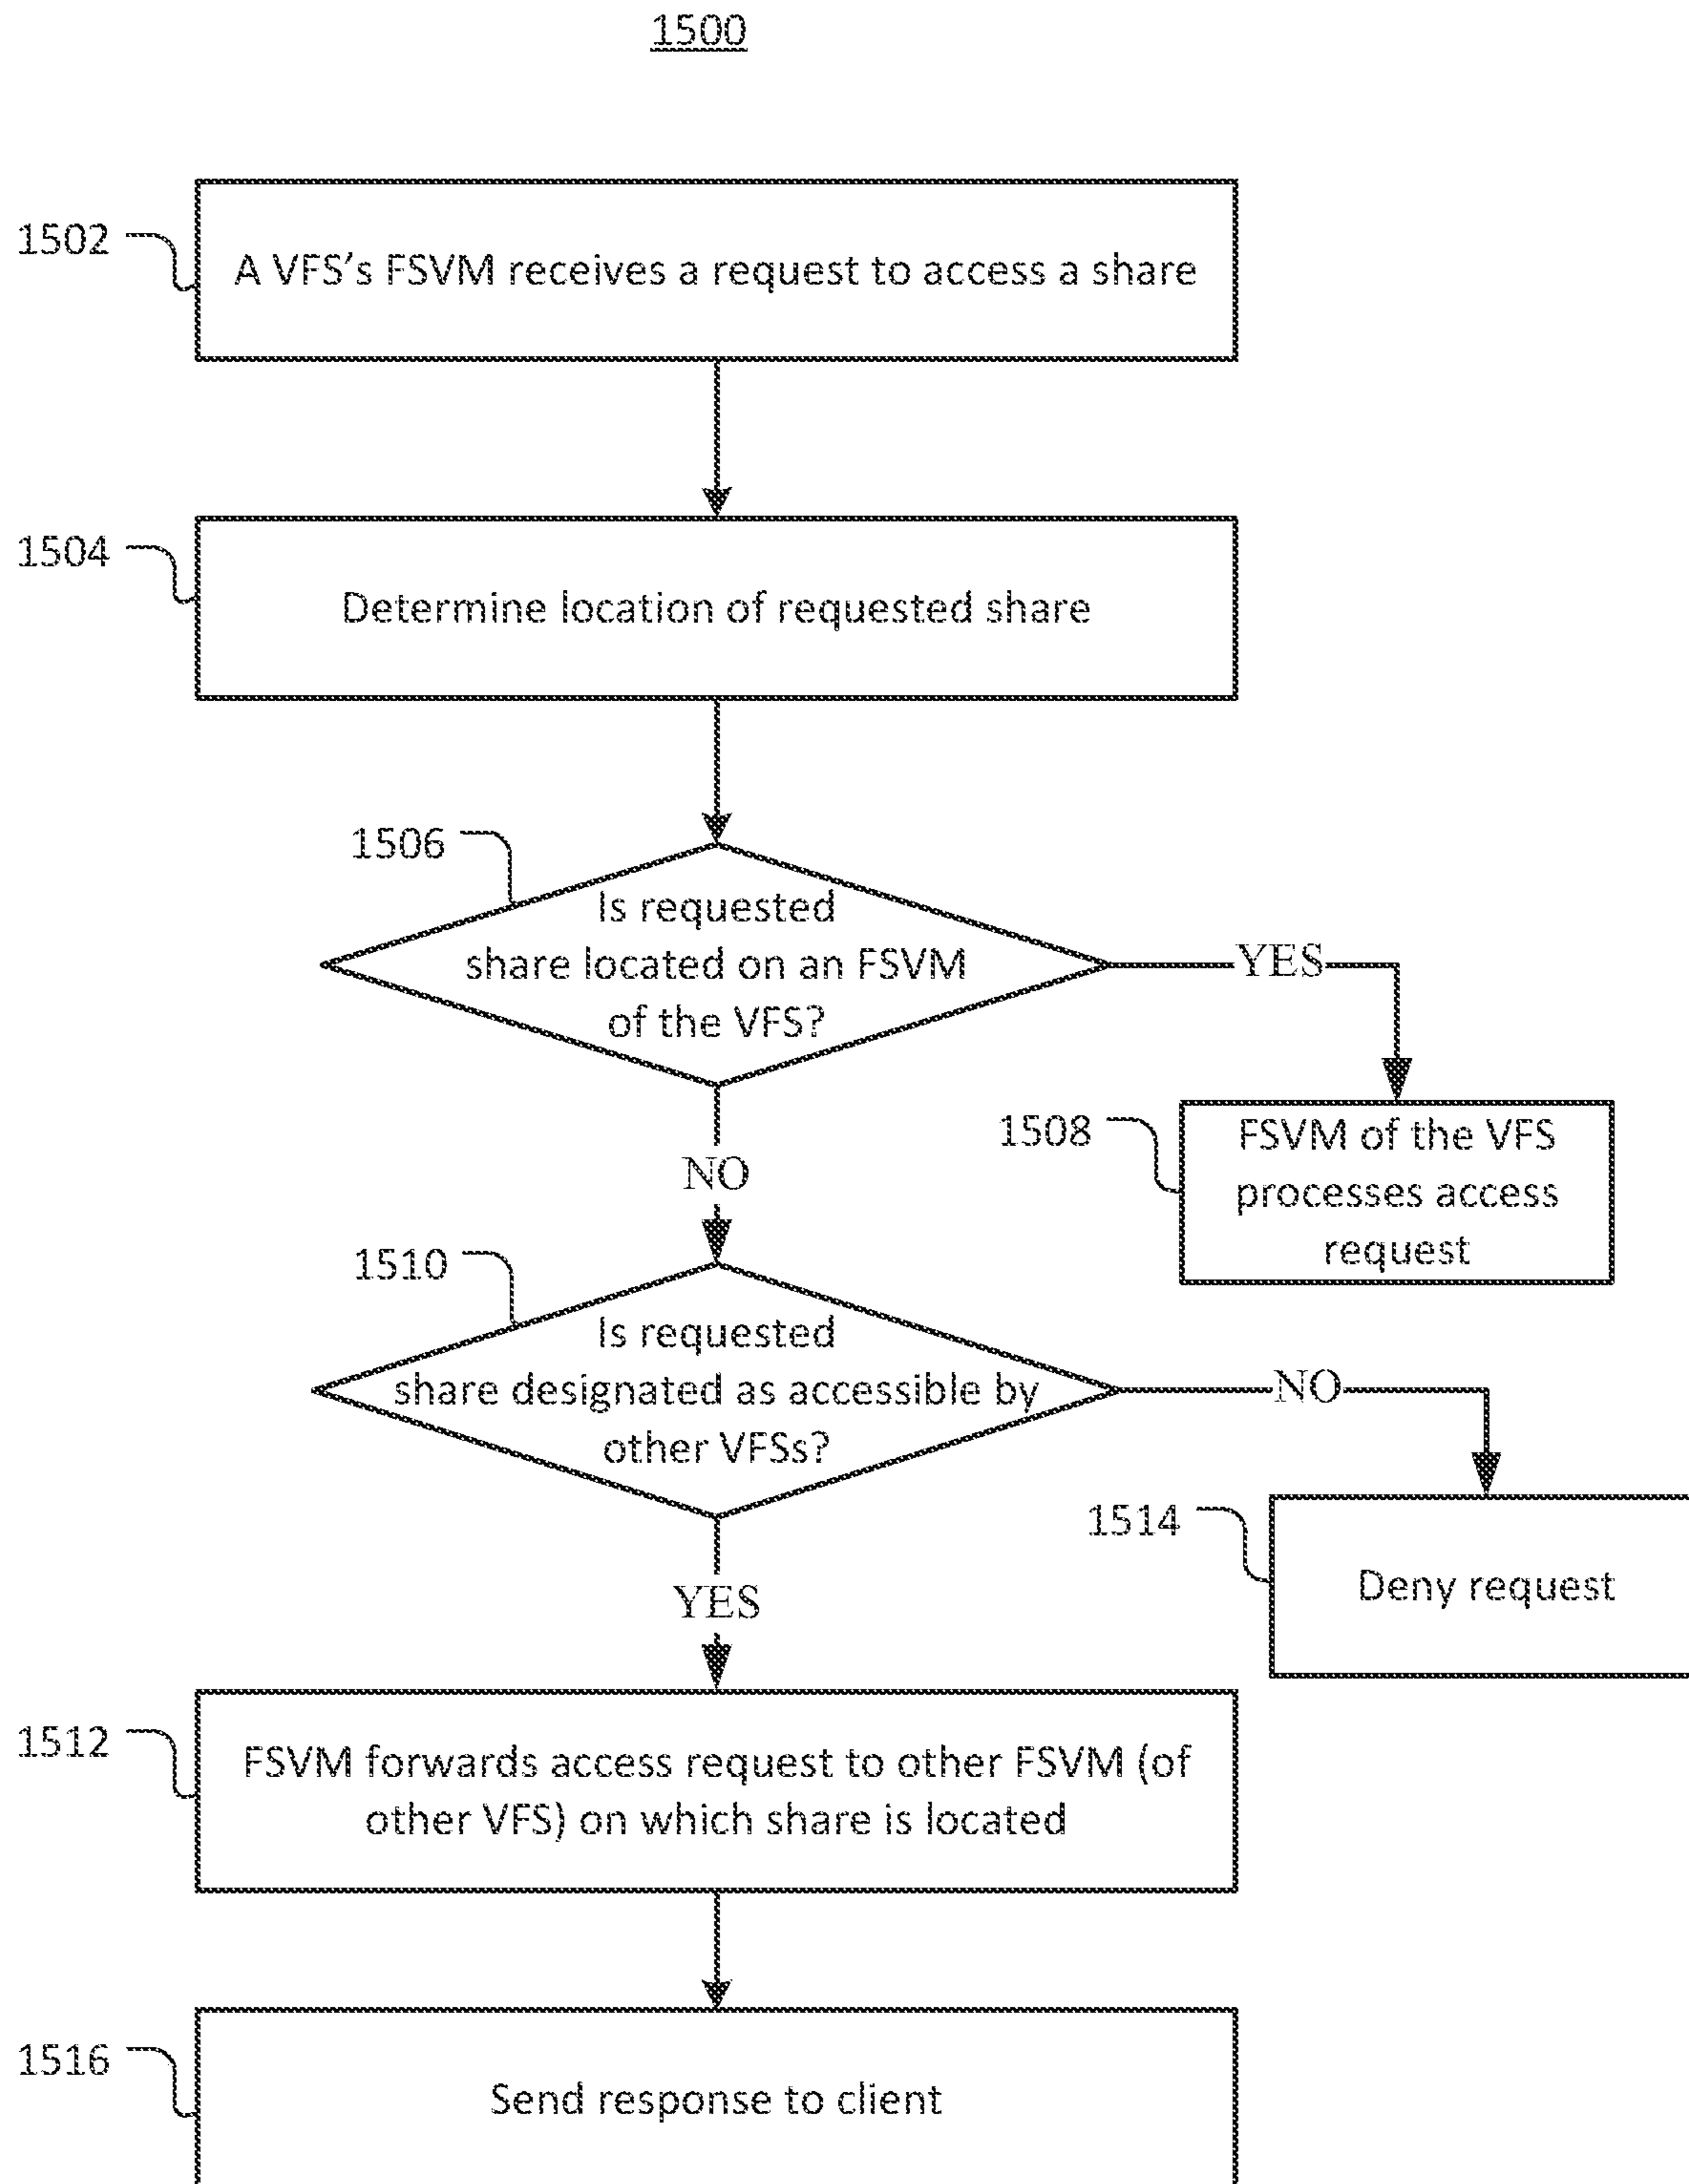 1500
1502
A VFS's FSVM receives a request to access a share
1504
Determine location of requested share
1506
Is requested
share located on an FSVM
of the VFS?
YES
1508
FSVM of the VFS
processes access
request
NO
1510
Is requested
share designated as accessible by
other VFSs?
NO
1514
Deny request
YES
1512
FSVM forwards access request to other FSVM (of
other VFS) on which share is located
1516
Send response to client